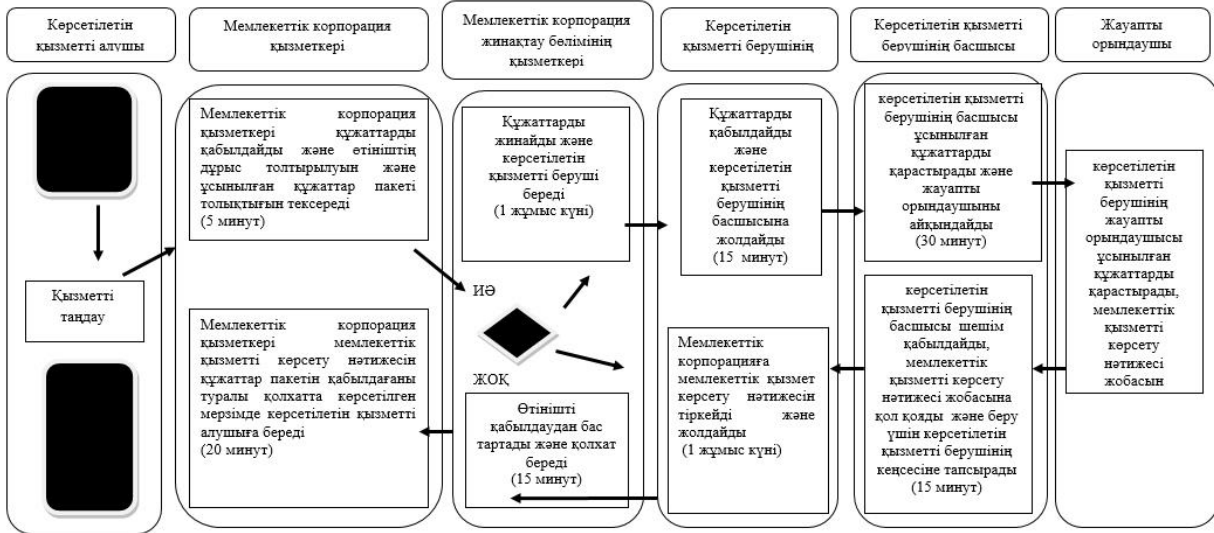 Көрсетілетін
қызметті алушы
Мемлекеттік корпорация
қызметкері
Мемлекеттік корпорация
жинақтау бөлімінің
қызметкері
Көрсетілетін
қызметті берушінің
Көрсетілетін қызметті
берушінің басшысы
Жауапты
орындаушы
Қызметті
таңдау
Мемлекеттік корпорация
қызметкері құжаттарды
қабылдайды және өтініштің
дұрыс толтырылуын және
ұсынылған құжаттар пакеті
толықтығын тексереді
(5 минут)
Мемлекеттік корпорация
қызметкері мемлекеттік
қызметті көрсету нәтижесін
құжаттар пакетін қабылдағаны
туралы қолхатта көрсетілген
мерзімде көрсетілетін қызметті
алушыға береді
(20 минут)
Құжаттарды
жинайды және
көрсетілетін
қызметті беруші
береді
(1 жұмыс күні)
ИӘ
ЖОҚ
Өтінішті
қабылдаудан бас
тартады және қолхат
береді
(15 минут)
Құжаттарды
қабылдайды
және
көрсетілетін
қызметті
берушінің
басшысына
жолдайды
(15 минут)
Мемлекеттік
корпорацияға
мемлекеттік қызмет
көрсету нәтижесін
тіркейді және
жолдайды
(1 жұмыс күні)
көрсетілетін қызметті
берушінің басшысы
ұсынылған
құжаттарды
қарастырады және
жауапты
орындаушыны
айқындайды
(30 минут)
көрсетілетін
қызметті берушінің
басшысы шешім
қабылдайды,
мемлекеттік
қызметті көрсету
нәтижесі жобасына
қол қояды және беру
үшін көрсетілетін
қызметті берушінің
кеңсесіне тапсырады
(15 минут)
көрсетілетін
қызметті
берушінің
жауапты
орындаушысы
ұсынылған
құжаттарды
қарастырады,
мемлекеттік
қызметті
көрсету
нәтижесі
жобасын